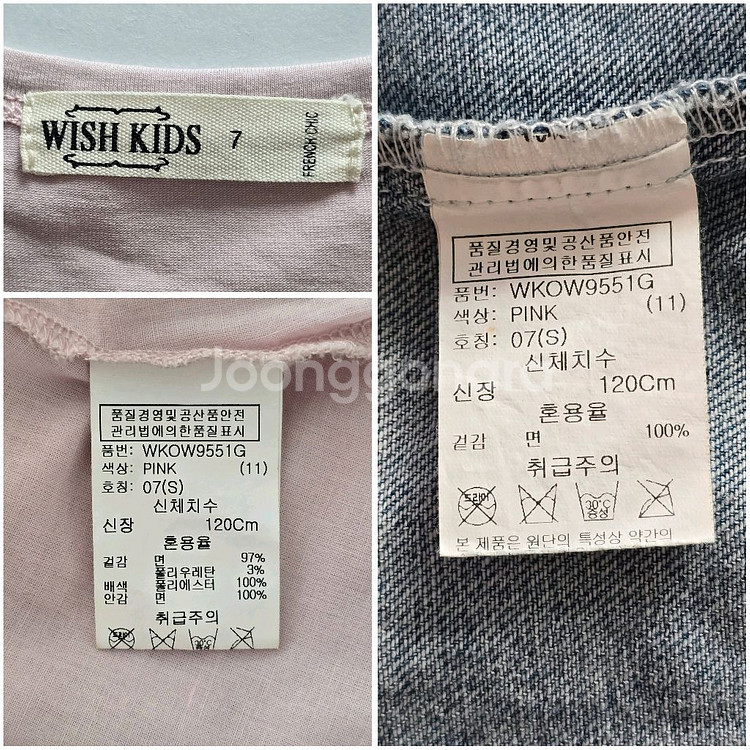 WISH KIDS 7
FRENCH CHIC
품질경영및공산품안전
관리법에의한품질표시
품번: WKOW9551G
색상: PINK (11)
호칭: 07(S)
신체치수
신장 120Cm
혼용율
겉감 면 97%
폴리우레탄 3%
배색 폴리에스터 100%
안감 면 100%
취급주의
드라이
30℃
품질경영및공산품안전
관리법에의한품질표시
품번: WKOW9551G
색상: PINK (11)
호칭: 07(S)
신체치수
신장 120Cm
혼용율
겉감 면 100%
취급주의
드라이
30℃
중성
본 제품은 원단의 특성상 약간의
Joonggonara